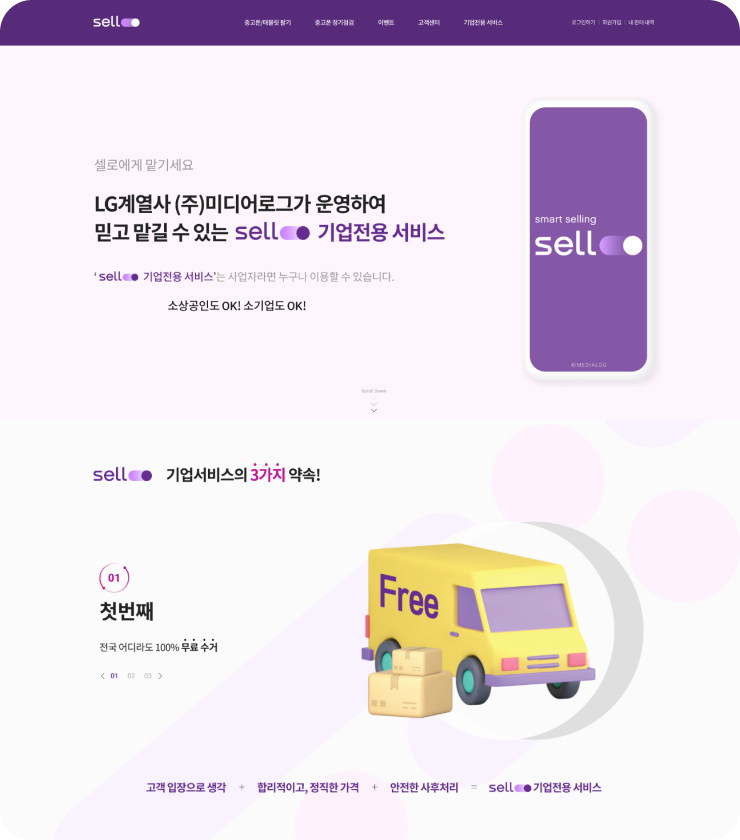 sell
중고폰/태블릿 팔기 중고폰 정기점검 이벤트 고객센터 기업전용 서비스 로그인하기 | 회원가입 | 내 판매 내역
셀로에게 맡기세요
LG계열사 (주)미디어로그가 운영하여
믿고 맡길 수 있는 sell 기업전용 서비스
‘ sell 기업전용 서비스’는 사업자라면 누구나 이용할 수 있습니다.
소상공인도 OK! 소기업도 OK!
smart selling
sell
© MEDIALOG
Scroll Down
sell 기업서비스의 3가지 약속!
01
첫번째
전국 어디라도 100% 무료 수거
01 02 03
Free
고객 입장으로 생각 + 합리적이고, 정직한 가격 + 안전한 사후처리 = sell 기업전용 서비스